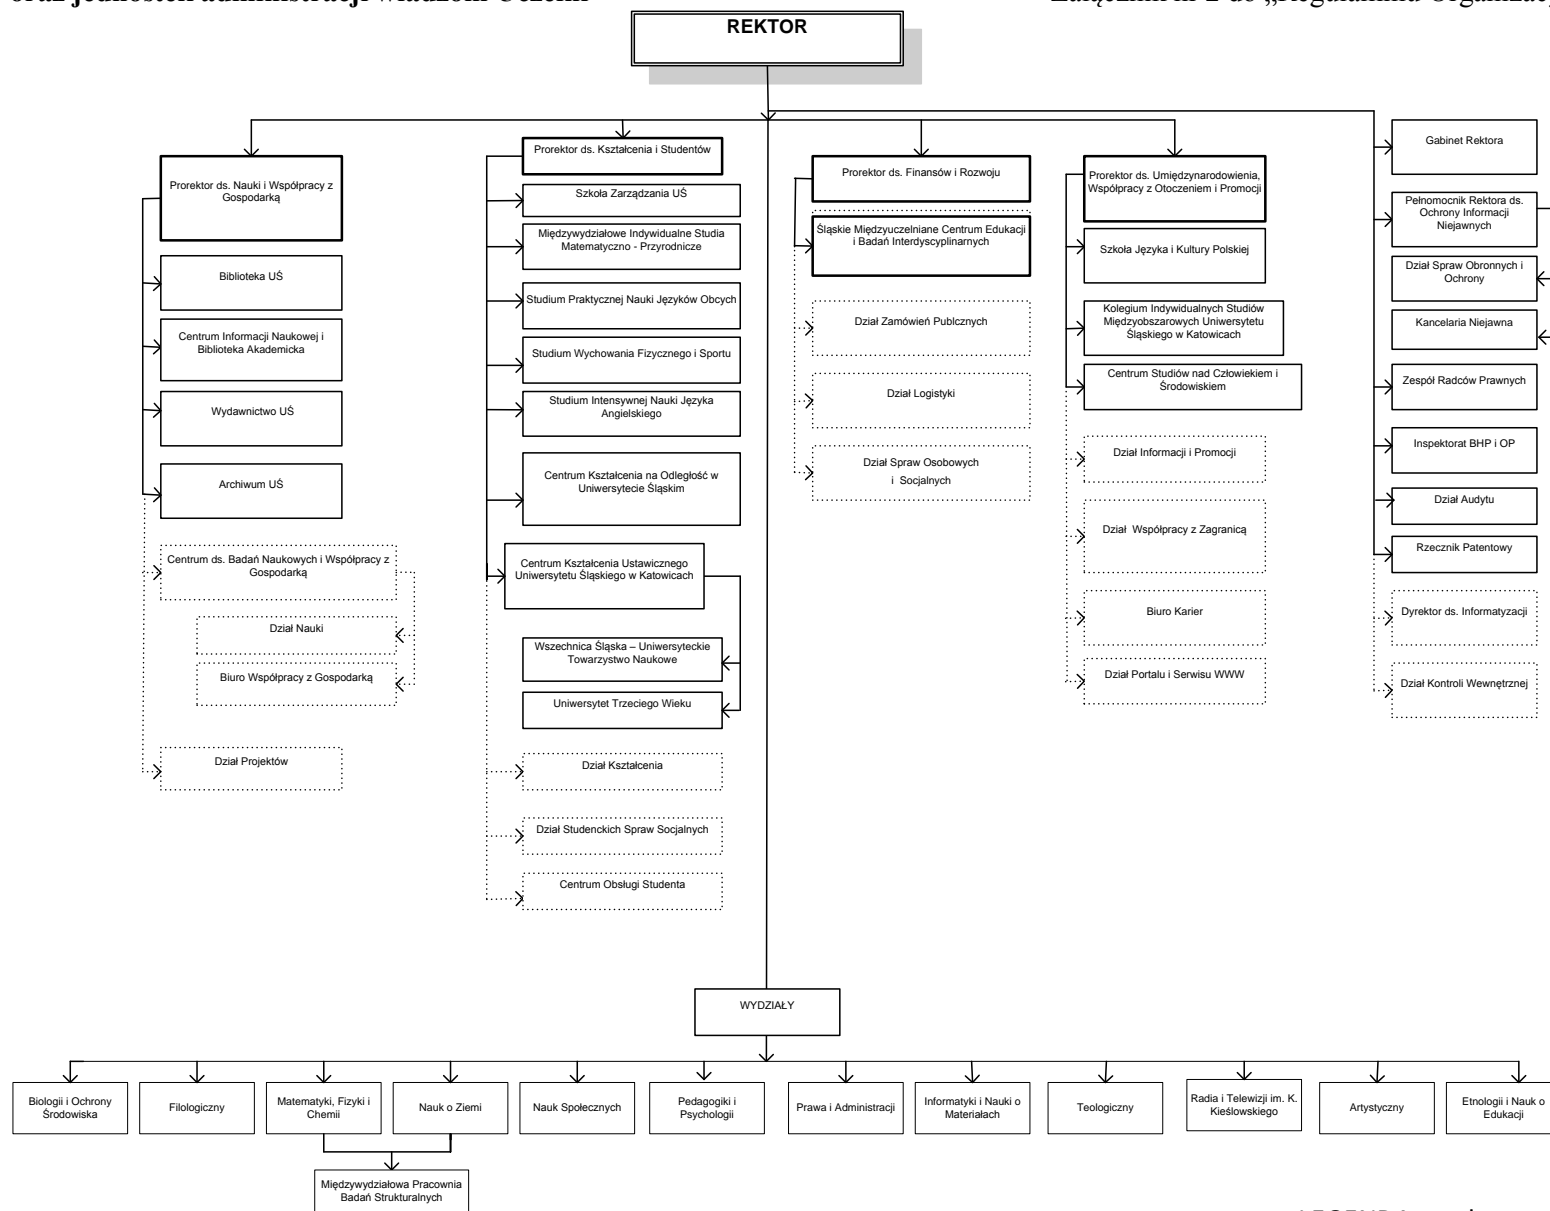 oraz jednostek administracji władzom Uczelni
Załącznik nr 2 do „Regulaminu Organizac
REKTOR
Prorektor ds. Nauki i Współpracy z
Gospodarką
Biblioteka UŚ
Centrum Informacji Naukowej i
Biblioteka Akademicka
Wydawnictwo UŚ
Archiwum UŚ
Centrum ds. Badań Naukowych i Współpracy z
Gospodarką
Dział Nauki
Biuro Współpracy z Gospodarką
Dział Projektów
Prorektor ds. Kształcenia i Studentów
Szkoła Zarządzania UŚ
Międzywydziałowe Indywidualne Studia
Matematyczno - Przyrodnicze
Studium Praktycznej Nauki Języków Obcych
Studium Wychowania Fizycznego i Sportu
Studium Intensywnej Nauki Języka
Angielskiego
Centrum Kształcenia na Odległość w
Uniwersytecie Śląskim
Centrum Kształcenia Ustawicznego
Uniwersytetu Śląskiego w Katowicach
Wszechnica Śląska – Uniwersyteckie
Towarzystwo Naukowe
Uniwersytet Trzeciego Wieku
Dział Kształcenia
Dział Studenckich Spraw Socjalnych
Centrum Obsługi Studenta
Prorektor ds. Finansów i Rozwoju
Śląskie Międzyuczelniane Centrum Edukacji
i Badań Interdyscyplinarnych
Dział Zamówień Publcznych
Dział Logistyki
Dział Spraw Osobowych
i Socjalnych
Prorektor ds. Umiędzynarodowienia,
Współpracy z Otoczeniem i Promocji
Szkoła Języka i Kultury Polskiej
Kolegium Indywidualnych Studiów
Międzyobszarowych Uniwersytetu
Śląskiego w Katowicach
Centrum Studiów nad Człowiekiem i
Środowiskiem
Dział Informacji i Promocji
Dział Współpracy z Zagranicą
Biuro Karier
Dział Portalu i Serwisu WWW
Gabinet Rektora
Pełnomocnik Rektora ds.
Ochrony Informacji
Niejawnych
Dział Spraw Obronnych i
Ochrony
Kancelaria Niejawna
Zespół Radców Prawnych
Inspektorat BHP i OP
Dział Audytu
Rzecznik Patentowy
Dyrektor ds. Informatyzacji
Dział Kontroli Wewnętrznej
WYDZIAŁY
Biologii i Ochrony
Środowiska
Filologiczny
Matematyki, Fizyki i
Chemii
Nauk o Ziemi
Nauk Społecznych
Pedagogiki i
Psychologii
Prawa i Administracji
Informatyki i Nauki o
Materiałach
Teologiczny
Radia i Telewizji im. K.
Kieślowskiego
Artystyczny
Etnologii i Nauk o
Edukacji
Międzywydziałowa Pracownia
Badań Strukturalnych